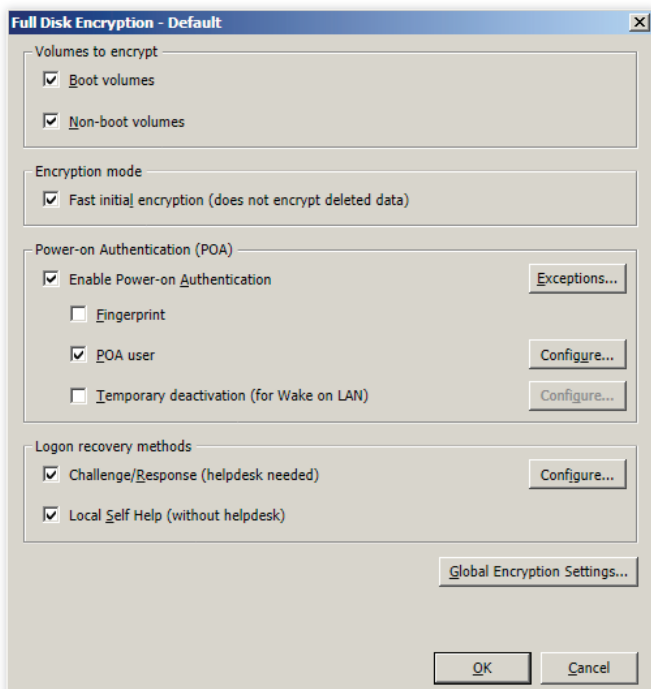 Full Disk Encryption - Default
Volumes to encrypt
Boot volumes
Non-boot volumes
Encryption mode
Fast initial encryption (does not encrypt deleted data)
Power-on Authentication (POA)
Enable Power-on Authentication
Exceptions...
Fingerprint
POA user
Configure...
Temporary deactivation (for Wake on LAN)
Configure...
Logon recovery methods
Challenge/Response (helpdesk needed)
Configure...
Local Self Help (without helpdesk)
Global Encryption Settings...
OK
Cancel